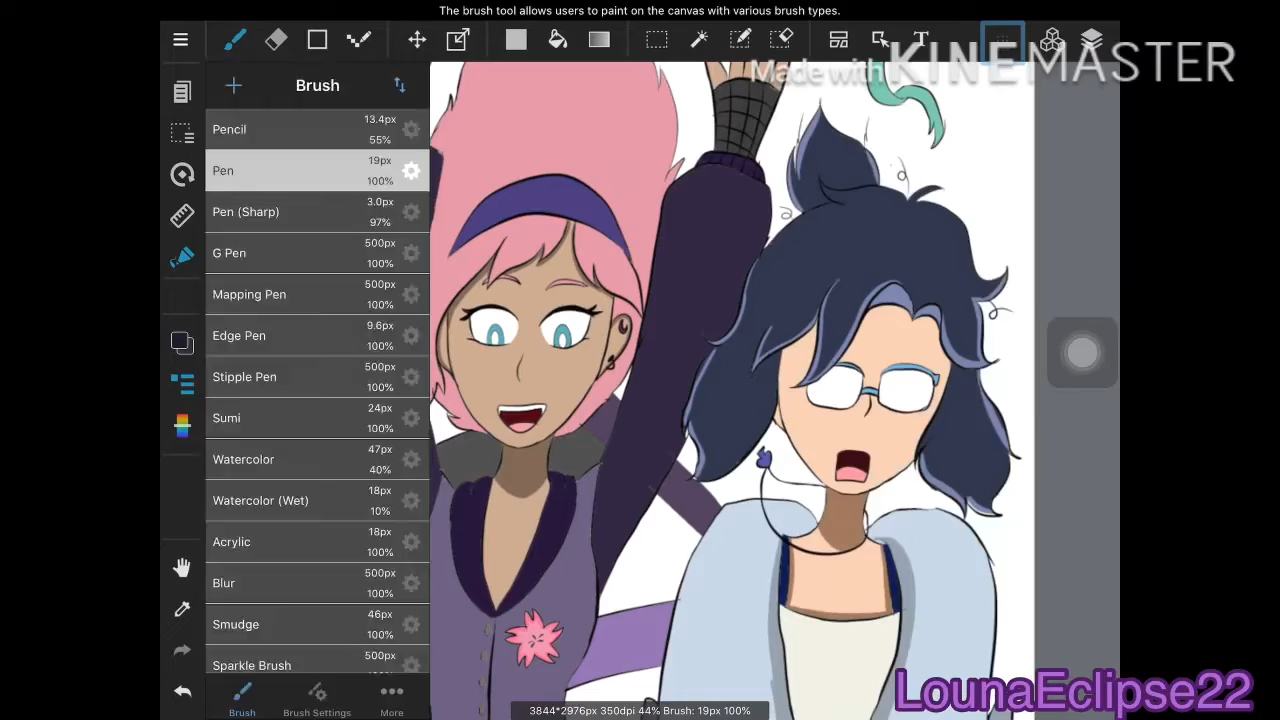 The brush tool allows users to paint on the canvas with various brush types.
Made with KINEMASTER
Brush
Pencil 13.4px 55%
Pen 19px 100%
Pen (Sharp) 3.0px 97%
G Pen 500px 100%
Mapping Pen 500px 100%
Edge Pen 9.6px 100%
Stipple Pen 500px 100%
Sumi 24px 100%
Watercolor 47px 40%
Watercolor (Wet) 18px 10%
Acrylic 18px 100%
Blur 500px 100%
Smudge 46px 100%
Sparkle Brush 500px
Brush Brush Settings More
3844*2976px 350dpi 44% Brush: 19px 100%
LounaEclipse22